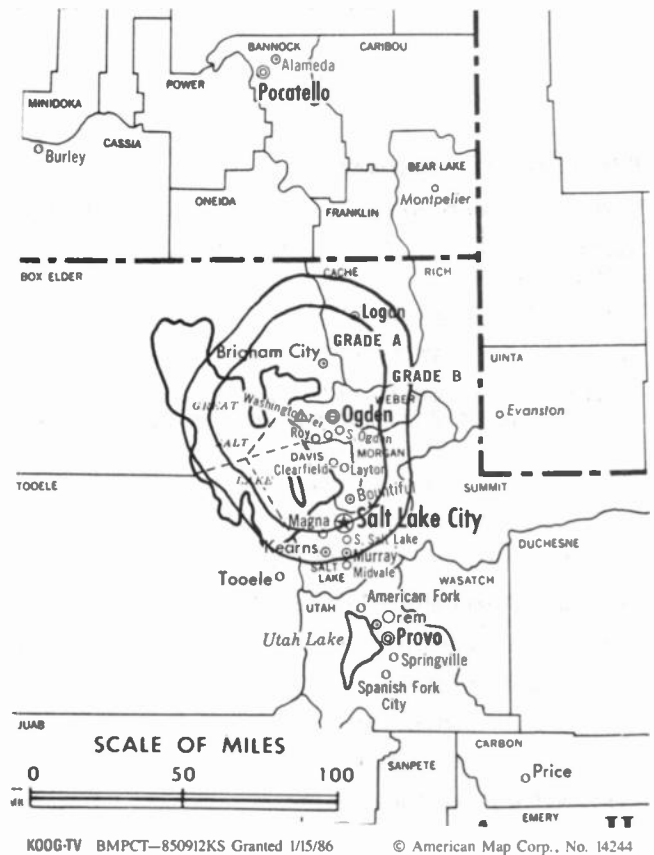 BANNOCK CARIBOU
Alameda
POWER
Pocatello
MINIDOKA
CASSIA
Burley
BEAR LAKE
Montpelier
ONEIDA
FRANKLIN
BOX ELDER CACHE RICH
Logan
GRADE A
Brigham City
UINTA
GRADE B
WEBER
GREAT Washington Ter Ogden Evanston
Roy S. Ogden
SALT MORGAN
DAVIS
Clearfield Layton
TOOELE LAKE SUMMIT
Bountiful
Magna Salt Lake City
S. Salt Lake DUCHESNE
Kearns Murray
SALT Midvale
LAKE WASATCH
Tooele
UTAH American Fork
Orem
Utah Lake Provo
Springville
Spanish Fork
City
JUAB
SCALE OF MILES CARBON
SANPETE
0 50 100 Price
EMERY
KOOG-TV BMPCT—850912KS Granted 1/15/86 © American Map Corp., No. 14244